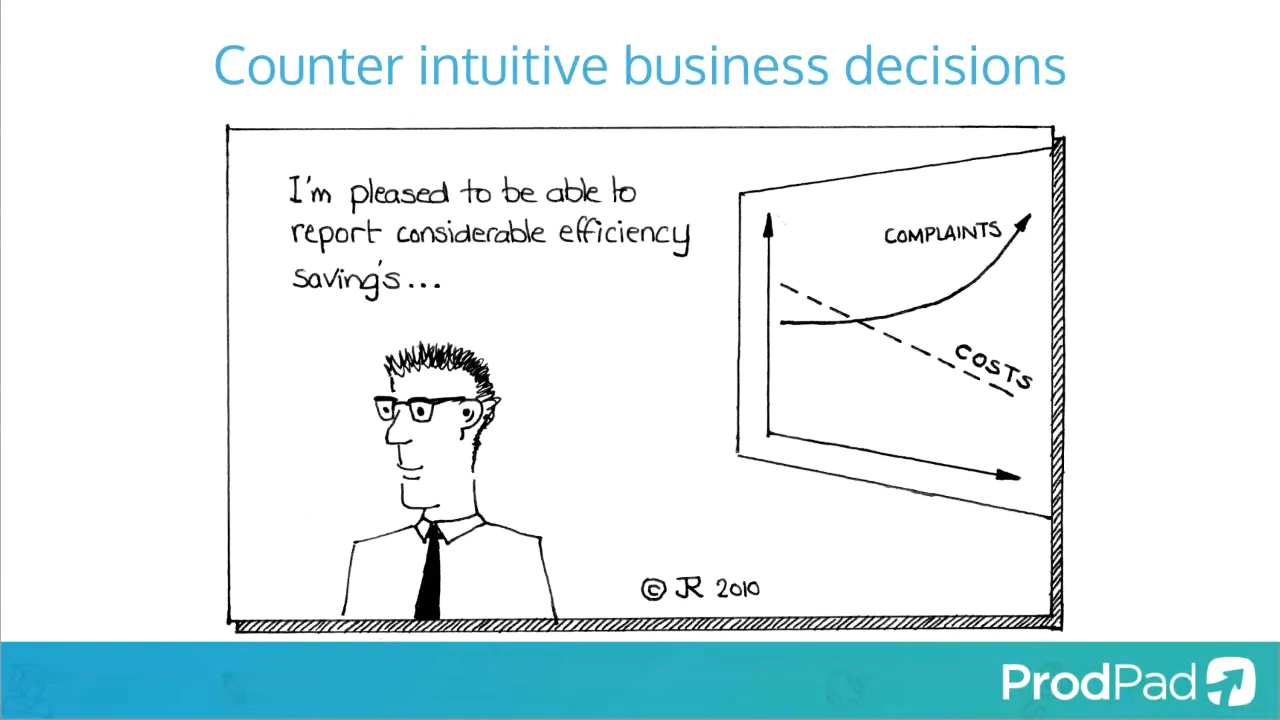 Counter intuitive business decisions
I'm pleased to be able to
report considerable efficiency
saving's...
COMPLAINTS
COSTS
© JR 2010
ProdPad